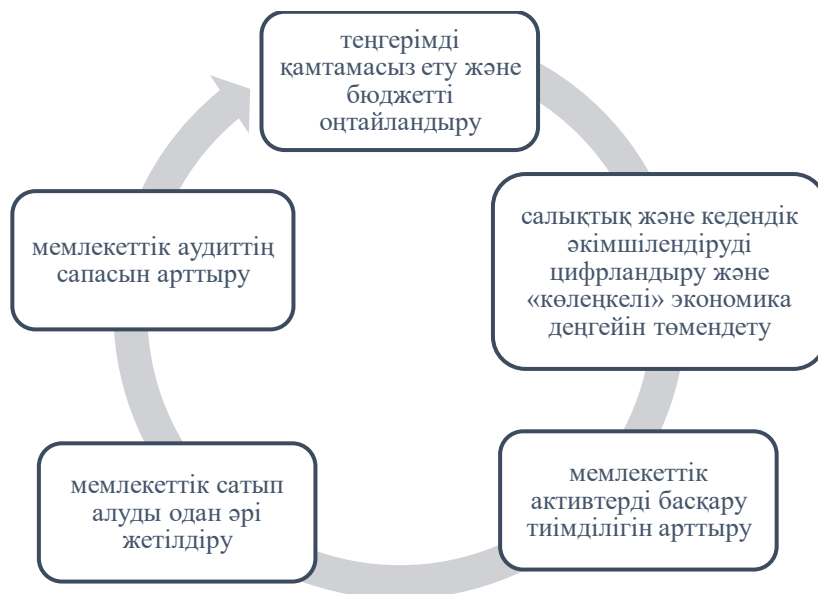 теңгерімді
қамтамасыз ету және
бюджетті
оңтайландыру
салықтық және кедендік
әкімшілендіруді
цифрландыру және
«көлеңкелі» экономика
деңгейін төмендету
мемлекеттік
активтерді басқару
тиімділігін арттыру
мемлекеттік сатып
алуды одан әрі
жетілдіру
мемлекеттік аудиттің
сапасын арттыру